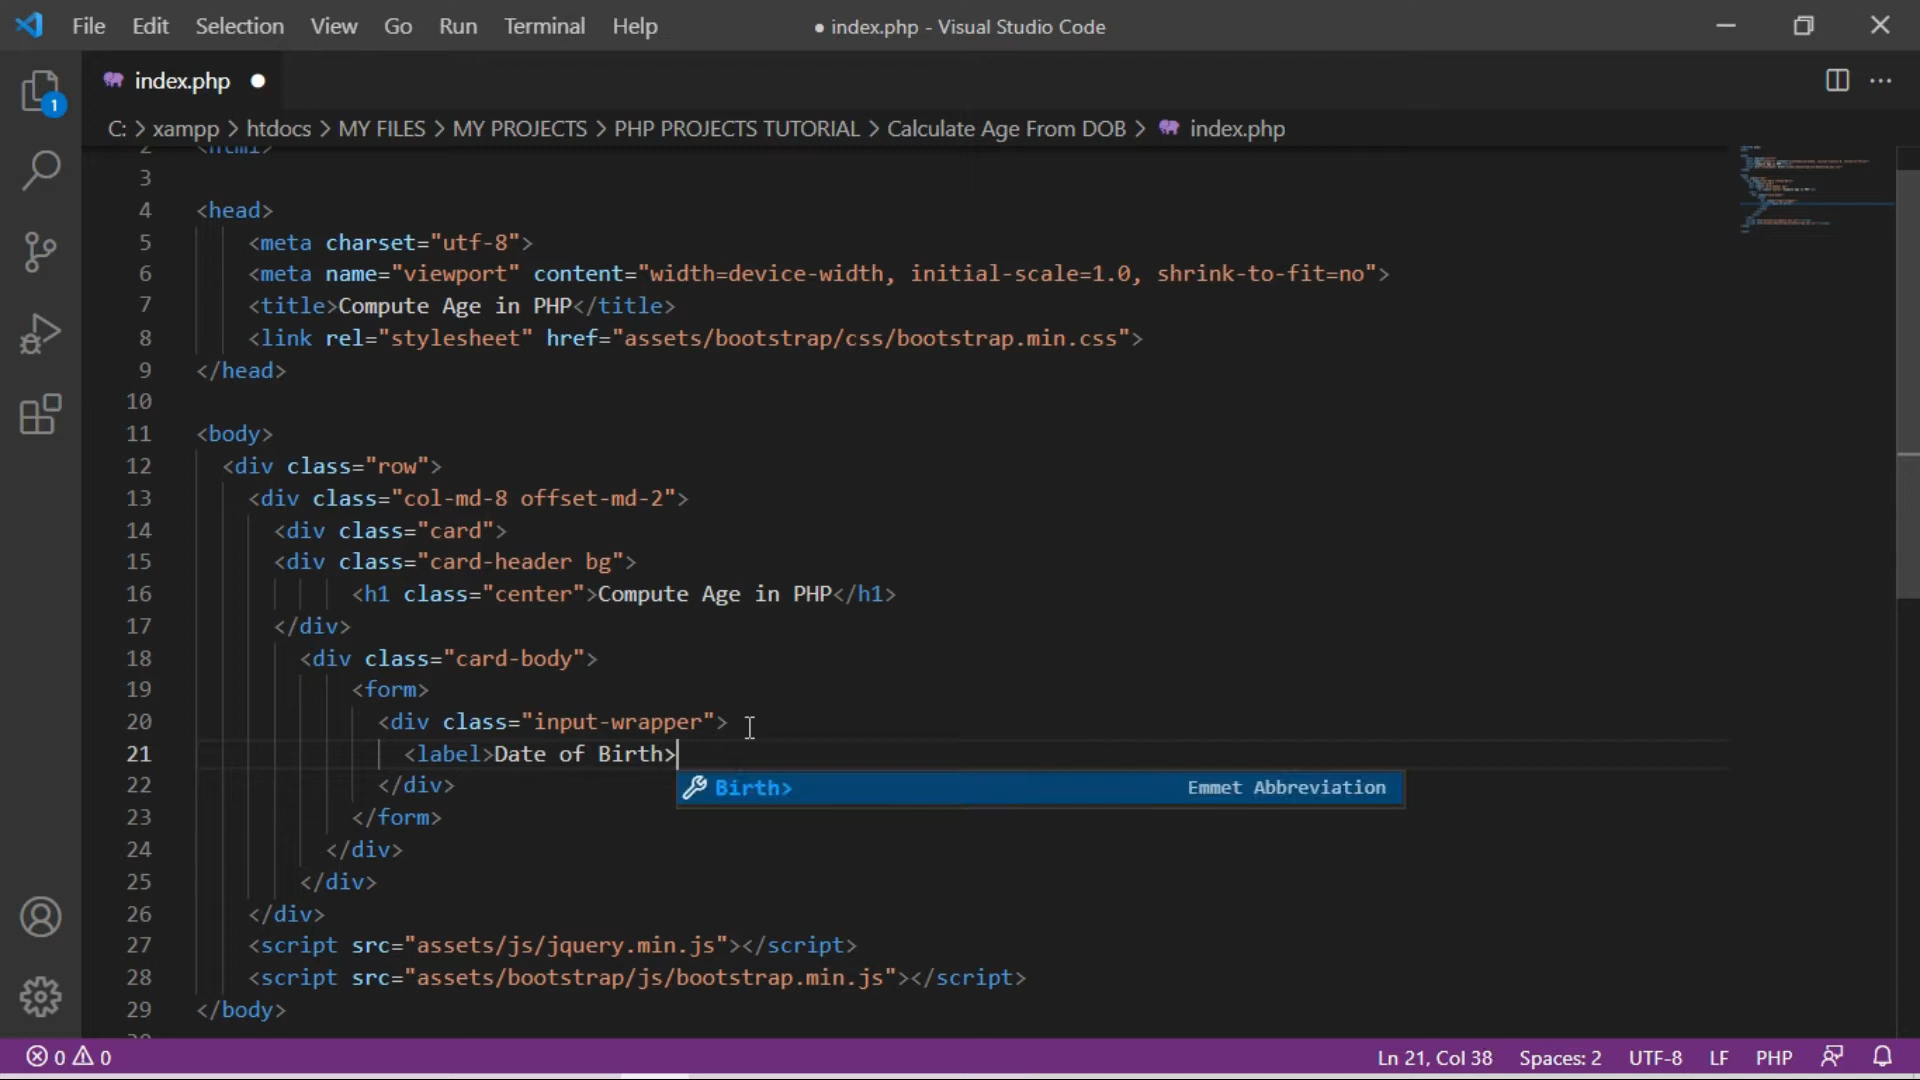 File Edit Selection View Go Run Terminal Help ● index.php - Visual Studio Code
index.php ●
C: > xampp > htdocs > MY FILES > MY PROJECTS > PHP PROJECTS TUTORIAL > Calculate Age From DOB > index.php
1
2 <html>
3
4 <head>
5 <meta charset="utf-8">
6 <meta name="viewport" content="width=device-width, initial-scale=1.0, shrink-to-fit=no">
7 <title>Compute Age in PHP</title>
8 <link rel="stylesheet" href="assets/bootstrap/css/bootstrap.min.css">
9 </head>
10
11 <body>
12 <div class="row">
13 <div class="col-md-8 offset-md-2">
14 <div class="card">
15 <div class="card-header bg">
16 <h1 class="center">Compute Age in PHP</h1>
17 </div>
18 <div class="card-body">
19 <form>
20 <div class="input-wrapper">
21 <label>Date of Birth>
22 </div>
Birth> Emmet Abbreviation
23 </form>
24 </div>
25 </div>
26 </div>
27 <script src="assets/js/jquery.min.js"></script>
28 <script src="assets/bootstrap/js/bootstrap.min.js"></script>
29 </body>
0 0 Ln 21, Col 38 Spaces: 2 UTF-8 LF PHP